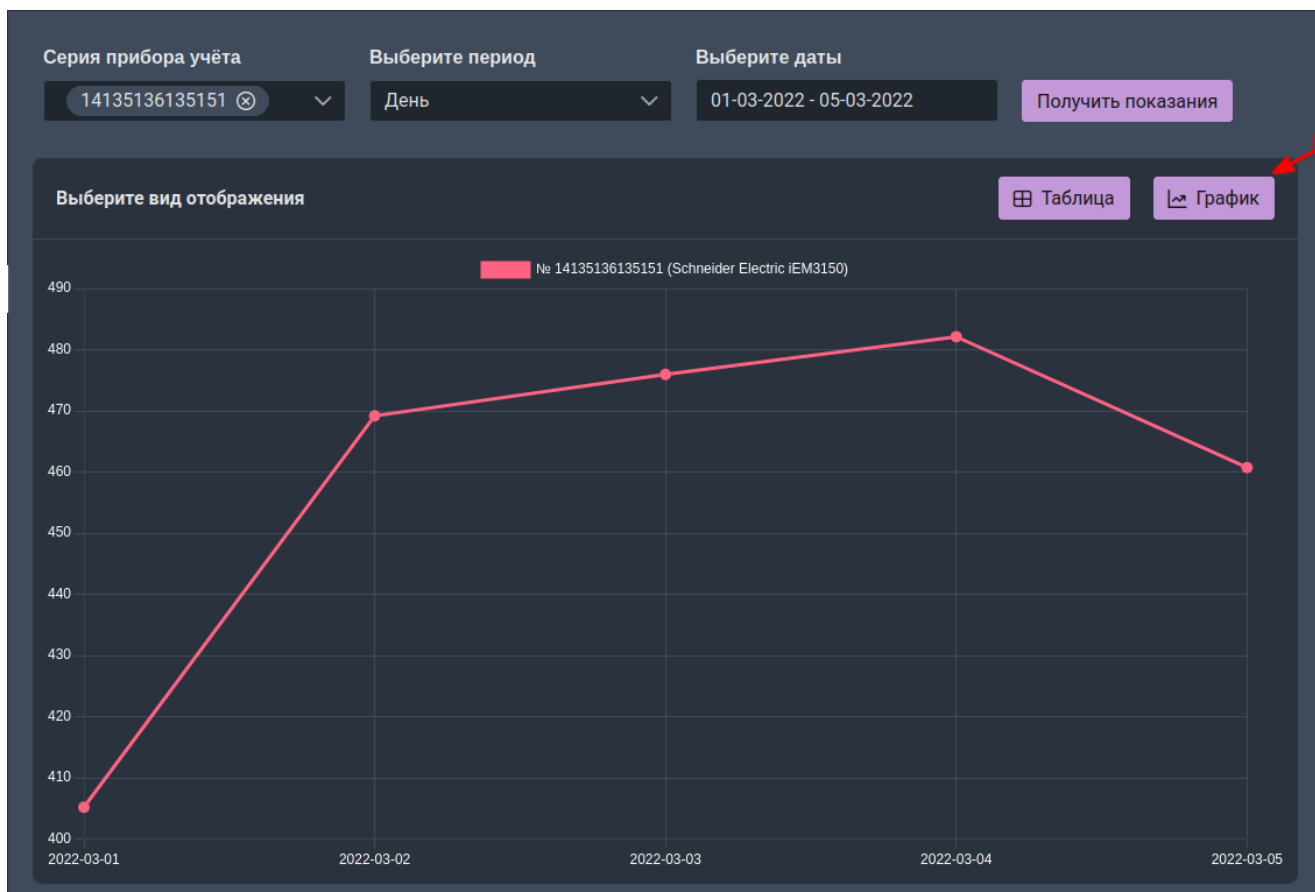 Серия прибора учёта
Выберите период
Выберите даты
14135136135151
День
01-03-2022 - 05-03-2022
Получить показания
Выберите вид отображения
Таблица
График
№ 14135136135151 (Schneider Electric iEM3150)
490
480
470
460
450
440
430
420
410
400
2022-03-01
2022-03-02
2022-03-03
2022-03-04
2022-03-05